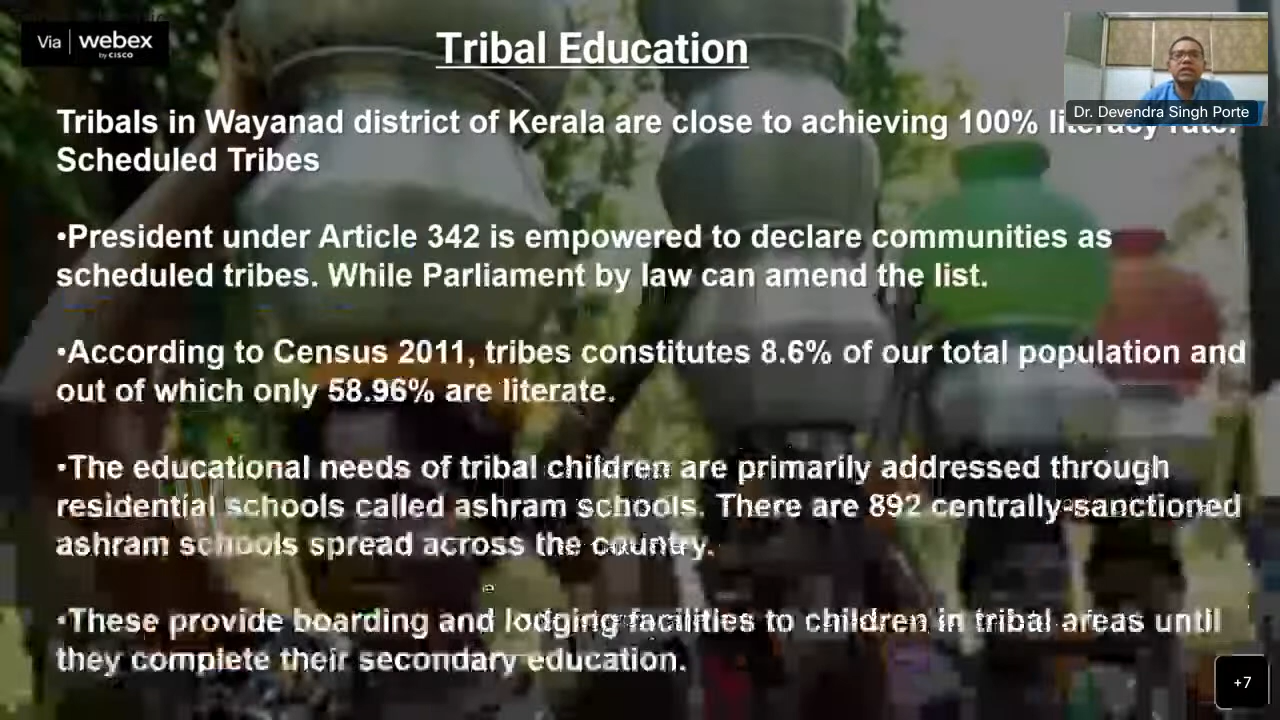 Via webex
by CISCO
Tribal Education
Dr. Devendra Singh Porte
Tribals in Wayanad district of Kerala are close to achieving 100% literacy rate.
Scheduled Tribes
•President under Article 342 is empowered to declare communities as
scheduled tribes. While Parliament by law can amend the list.
•According to Census 2011, tribes constitutes 8.6% of our total population and
out of which only 58.96% are literate.
•The educational needs of tribal children are primarily addressed through
residential schools called ashram schools. There are 892 centrally-sanctioned
ashram schools spread across the country.
•These provide boarding and lodging facilities to children in tribal areas until
they complete their secondary education.
+7